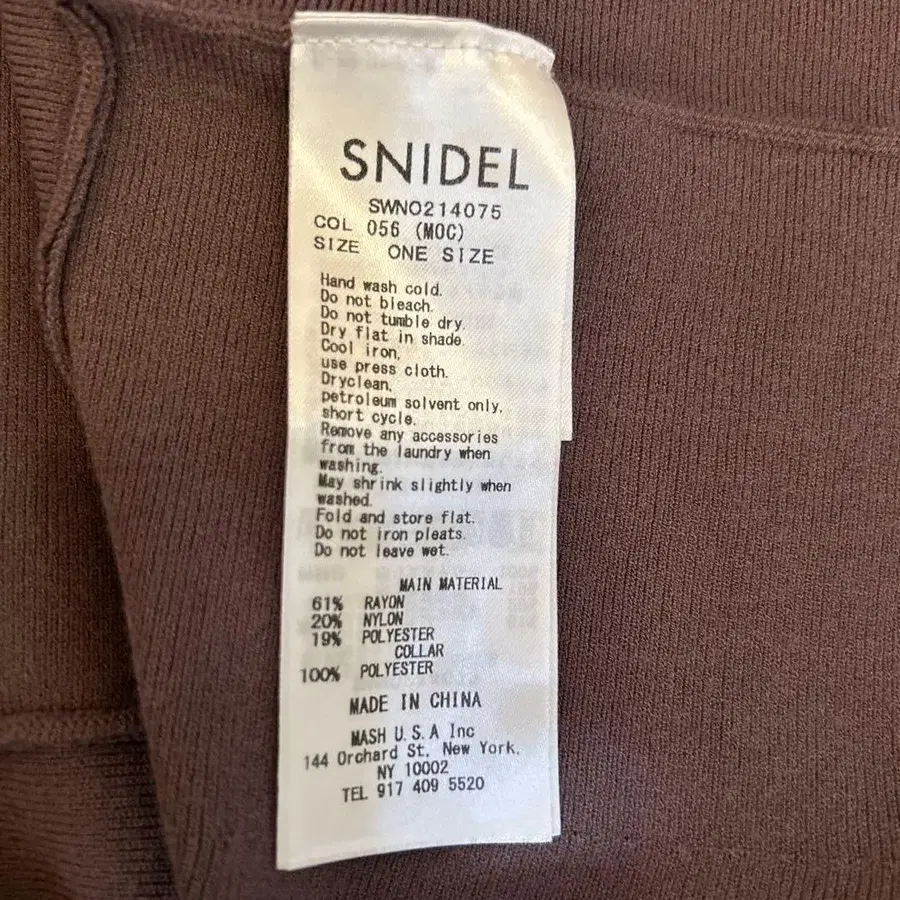 SNIDEL
SWNO214075
COL 056 (MOC)
SIZE ONE SIZE
Hand wash cold.
Do not bleach.
Do not tumble dry.
Dry flat in shade.
Cool iron,
use press cloth.
Dryclean,
petroleum solvent only,
short cycle.
Remove any accessories
from the laundry when
washing.
May shrink slightly when
washed.
Fold and store flat.
Do not iron pleats.
Do not leave wet.
MAIN MATERIAL
61% RAYON
20% NYLON
19% POLYESTER
COLLAR
100% POLYESTER
MADE IN CHINA
MASH U.S.A Inc
144 Orchard St. New York,
NY 10002
TEL 917 409 5520